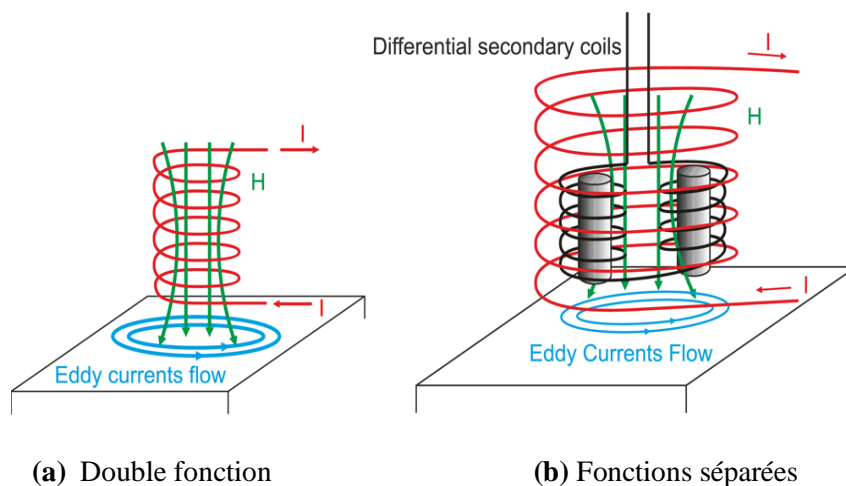 Differential secondary coils
I
H
I
H
I
I
Eddy Currents Flow
Eddy currents flow
(a) Double fonction
(b) Fonctions séparées